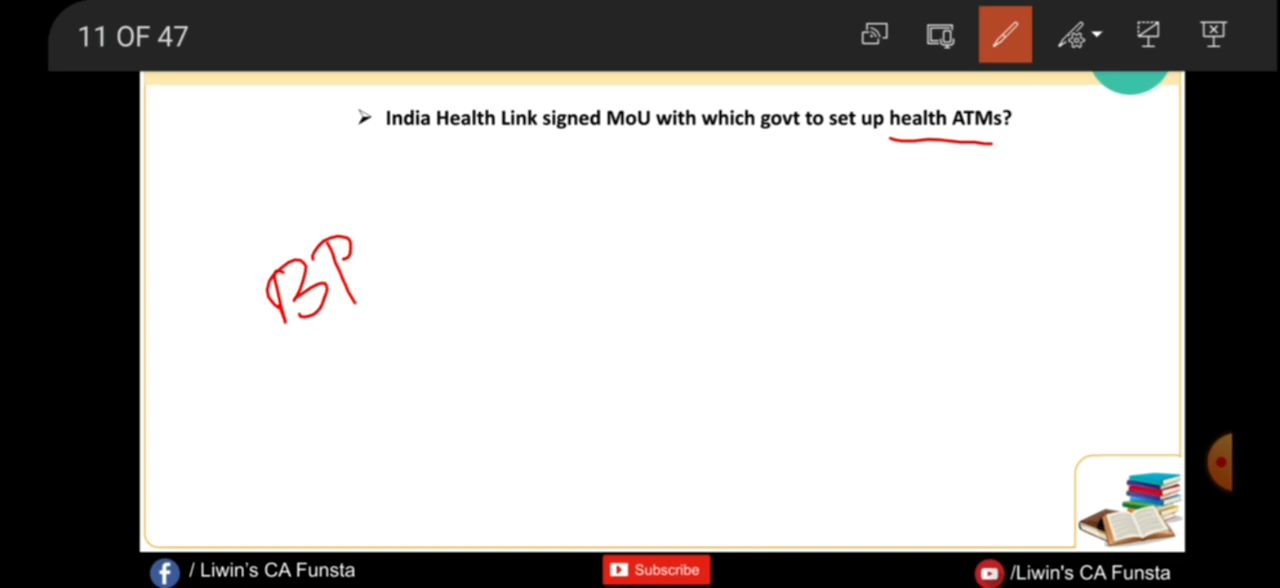 11 OF 47
➢ India Health Link signed MoU with which govt to set up health ATMs?
BP
/ Liwin's CA Funsta
Subscribe
/Liwin's CA Funsta